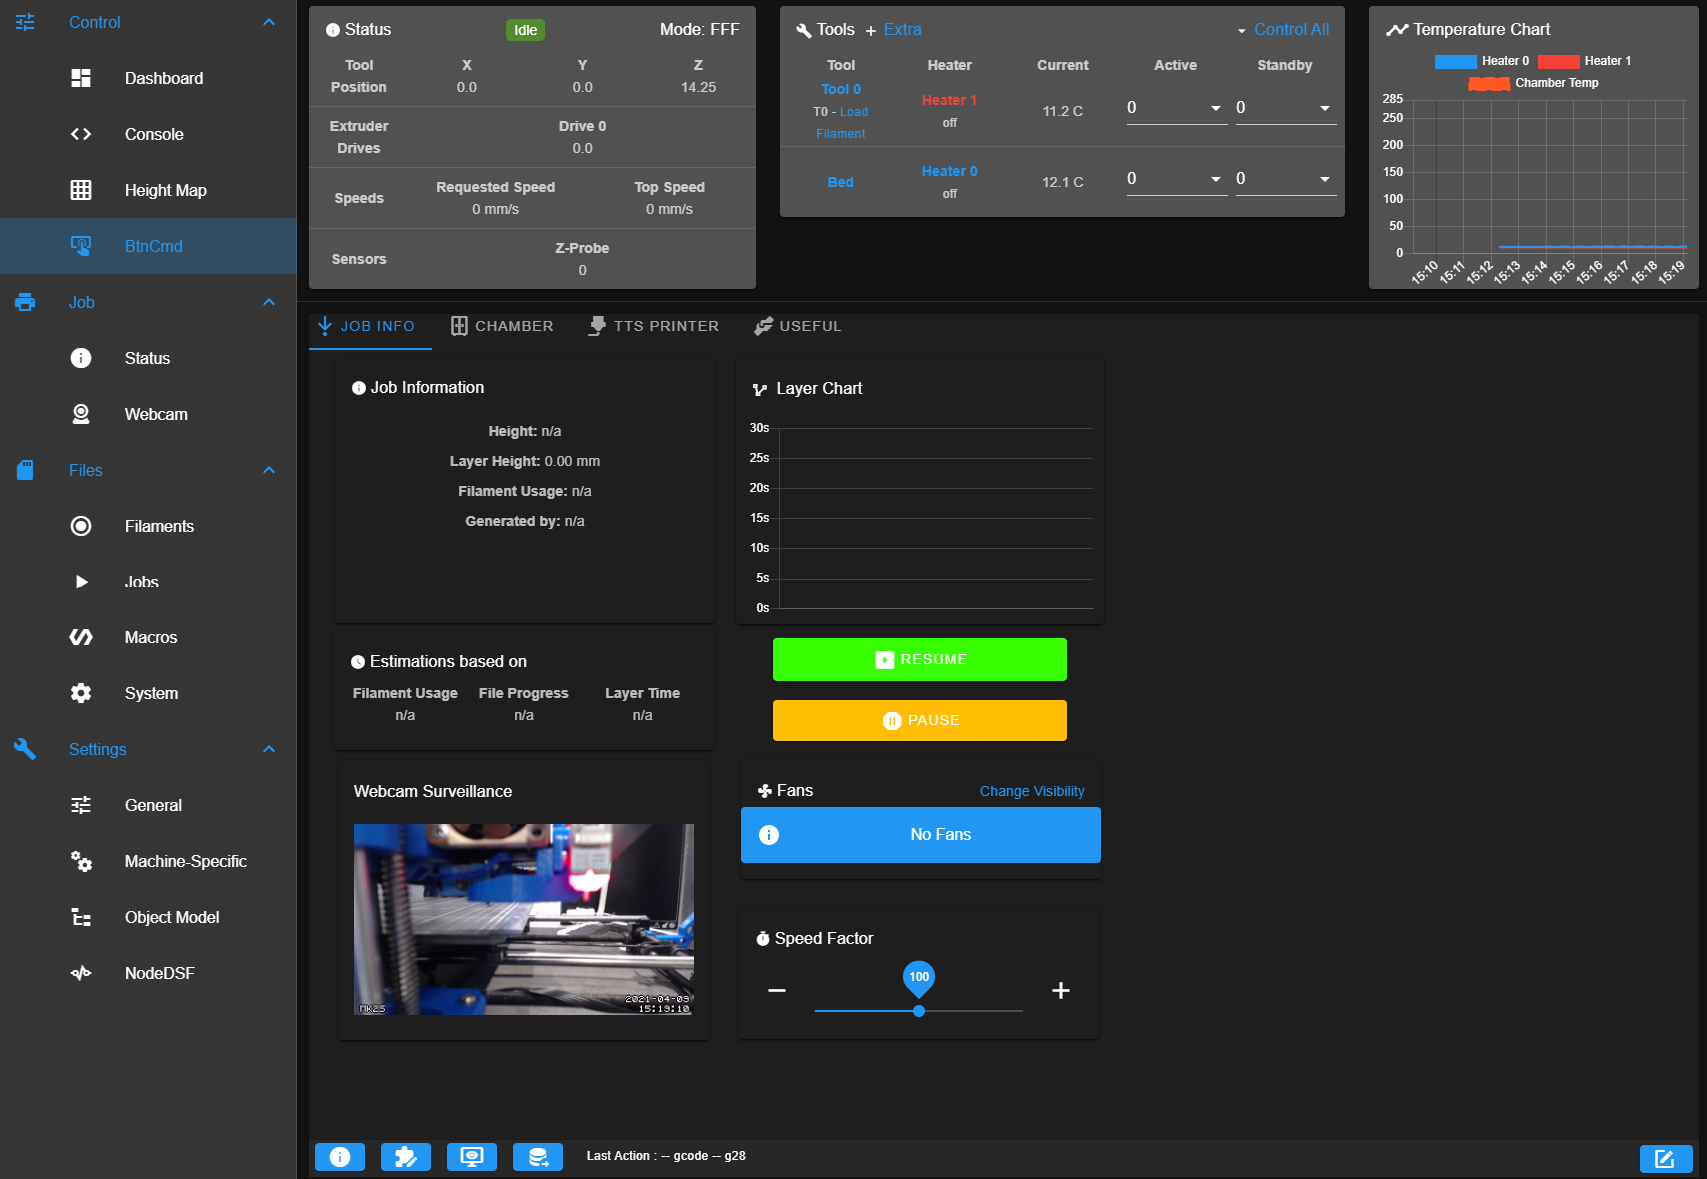 Control
Dashboard
Console
Height Map
BtnCmd
Job
Status
Webcam
Files
Filaments
Jobs
Macros
System
Settings
General
Machine-Specific
Object Model
NodeDSF
Status
Idle
Mode: FFF
Tool Position
X
0.0
Y
0.0
Z
14.25
Extruder Drives
Drive 0
0.0
Speeds
Requested Speed
0 mm/s
Top Speed
0 mm/s
Sensors
Z-Probe
0
Tools + Extra
Control All
Tool Heater Current Active Standby
Tool 0
T0 - Load
Filament
Heater 1
off
11.2 C
0
0
Bed
Heater 0
off
12.1 C
0
0
Temperature Chart
Heater 0 Heater 1
Chamber Temp
285
250
200
150
100
50
0
15:10 15:11 15:12 15:13 15:14 15:15 15:16 15:17 15:18 15:19
JOB INFO CHAMBER TTS PRINTER USEFUL
Job Information
Height: n/a
Layer Height: 0.00 mm
Filament Usage: n/a
Generated by: n/a
Layer Chart
30s
25s
20s
15s
10s
5s
0s
Estimations based on
Filament Usage File Progress Layer Time
n/a n/a n/a
RESUME
PAUSE
Webcam Surveillance
MK2S
2021-04-09
15:19:10
Fans
Change Visibility
No Fans
Speed Factor
100
Last Action : -- gcode -- g28